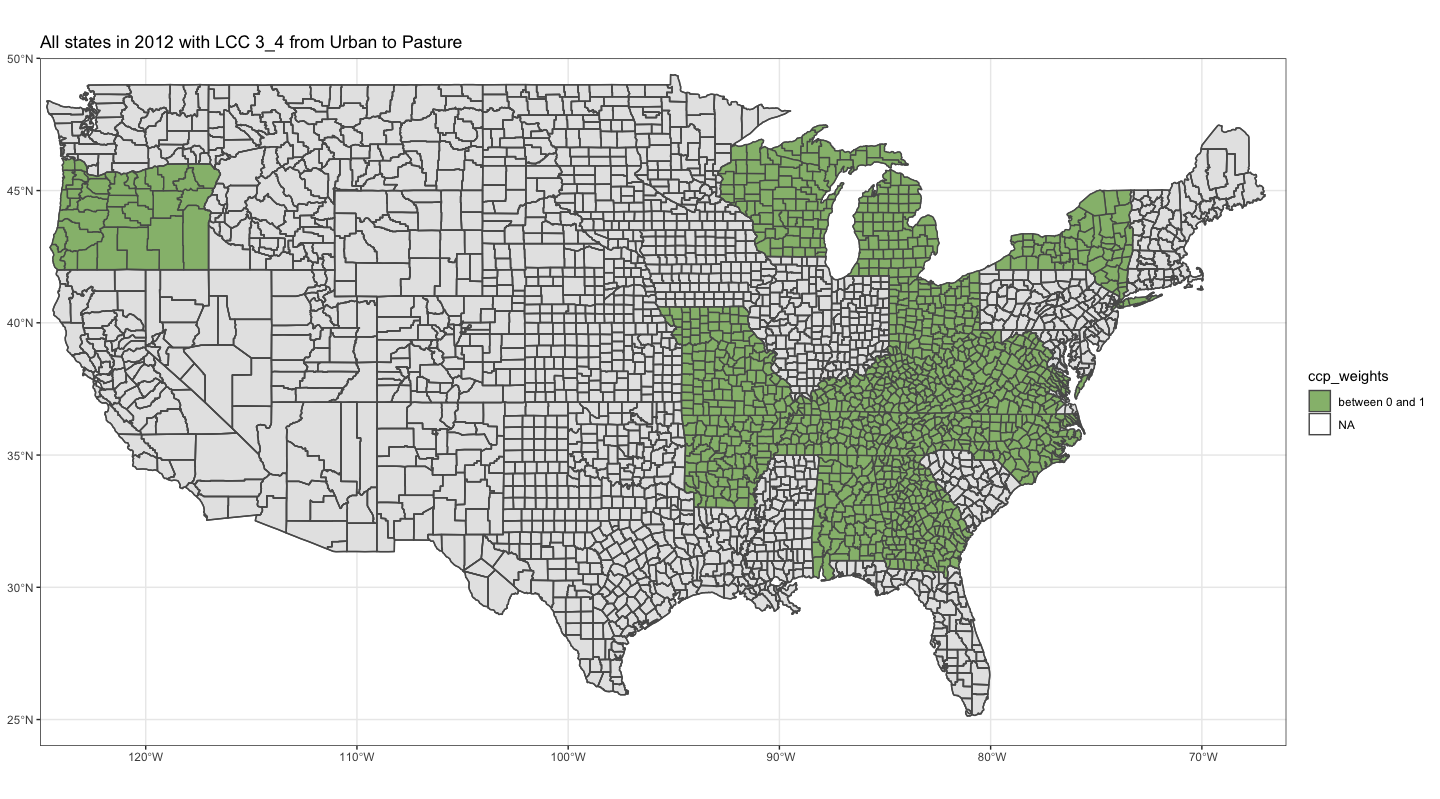 All states in 2012 with LCC 3_4 from Urban to Pasture
50°N
45°N
40°N
35°N
30°N
25°N
120°W 110°W 100°W 90°W 80°W 70°W
ccp_weights
between 0 and 1
NA